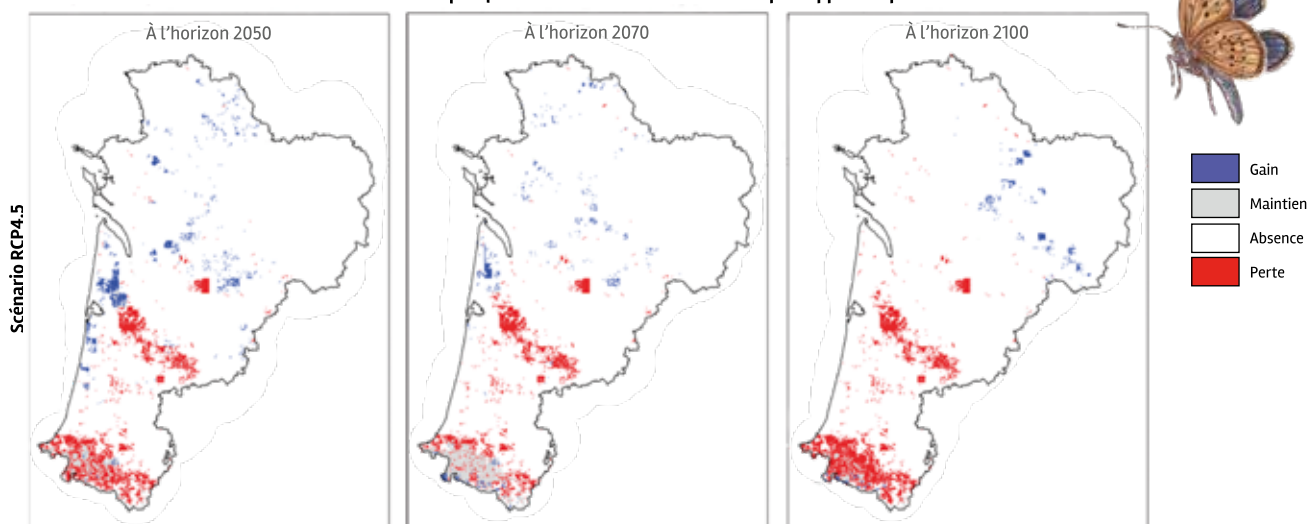 À l'horizon 2050
À l'horizon 2070
À l'horizon 2100
Scénario RCP4.5
Gain
Maintien
Absence
Perte